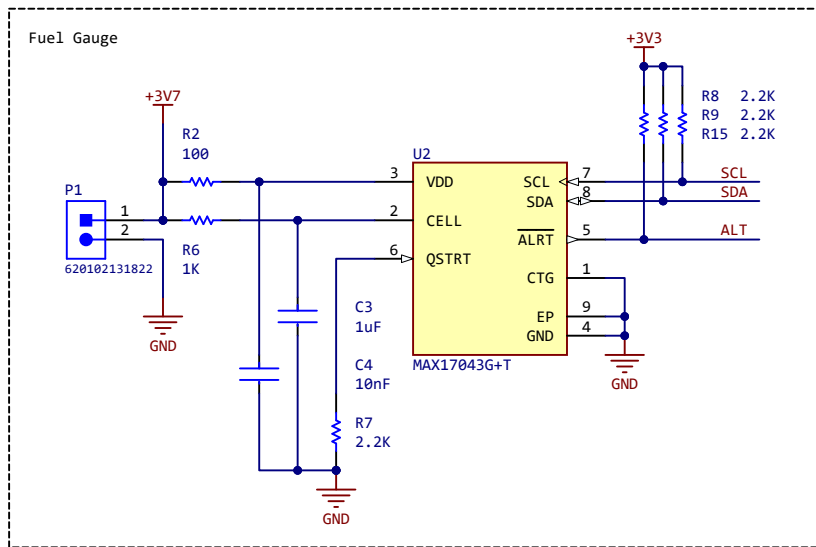 Fuel Gauge
+3V3
+3V7
R8 2.2K
R9 2.2K
R15 2.2K
R2
100
U2
P1
3
VDD
SCL
7
SCL
SDA
8
SDA
1
2
CELL
2
ALRT
5
ALT
620102131822
R6
1K
6
QSTRT
CTG
1
EP
9
GND
4
C3
1uF
GND
MAX17043G+T
C4
10nF
GND
R7
2.2K
GND